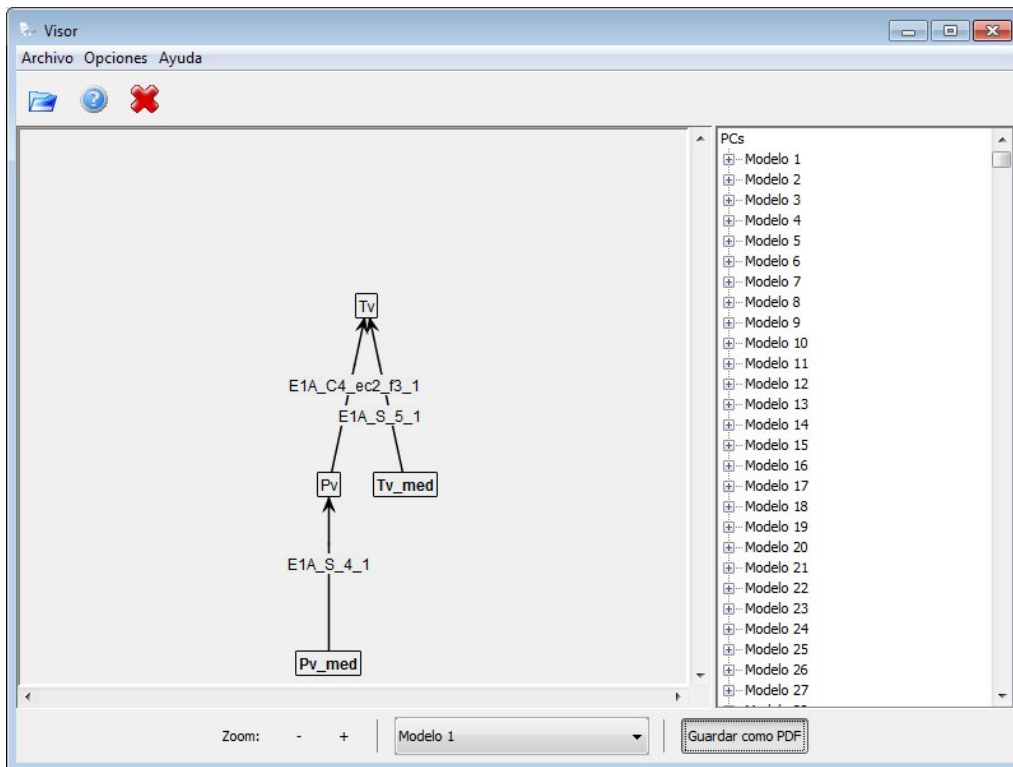 Visor
Archivo Opciones Ayuda
Tv
E1A_C4_ec2_f3_1
E1A_S_5_1
Pv
Tv_med
E1A_S_4_1
Pv_med
PCs
Modelo 1
Modelo 2
Modelo 3
Modelo 4
Modelo 5
Modelo 6
Modelo 7
Modelo 8
Modelo 9
Modelo 10
Modelo 11
Modelo 12
Modelo 13
Modelo 14
Modelo 15
Modelo 16
Modelo 17
Modelo 18
Modelo 19
Modelo 20
Modelo 21
Modelo 22
Modelo 23
Modelo 24
Modelo 25
Modelo 26
Modelo 27
Zoom: - + Modelo 1 Guardar como PDF